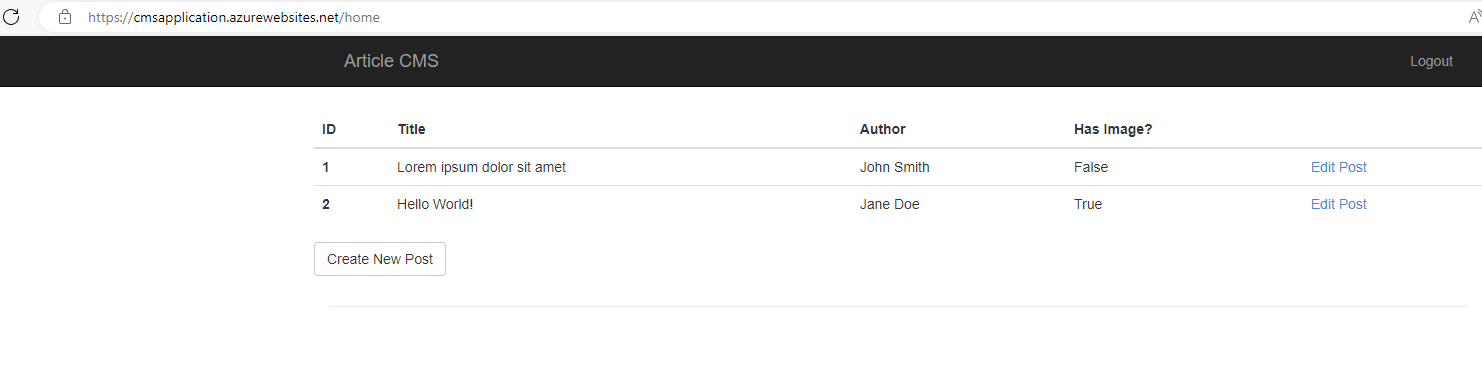 https://cmsapplication.azurewebsites.net/home
Article CMS Logout
ID Title Author Has Image?
1 Lorem ipsum dolor sit amet John Smith False Edit Post
2 Hello World! Jane Doe True Edit Post
Create New Post